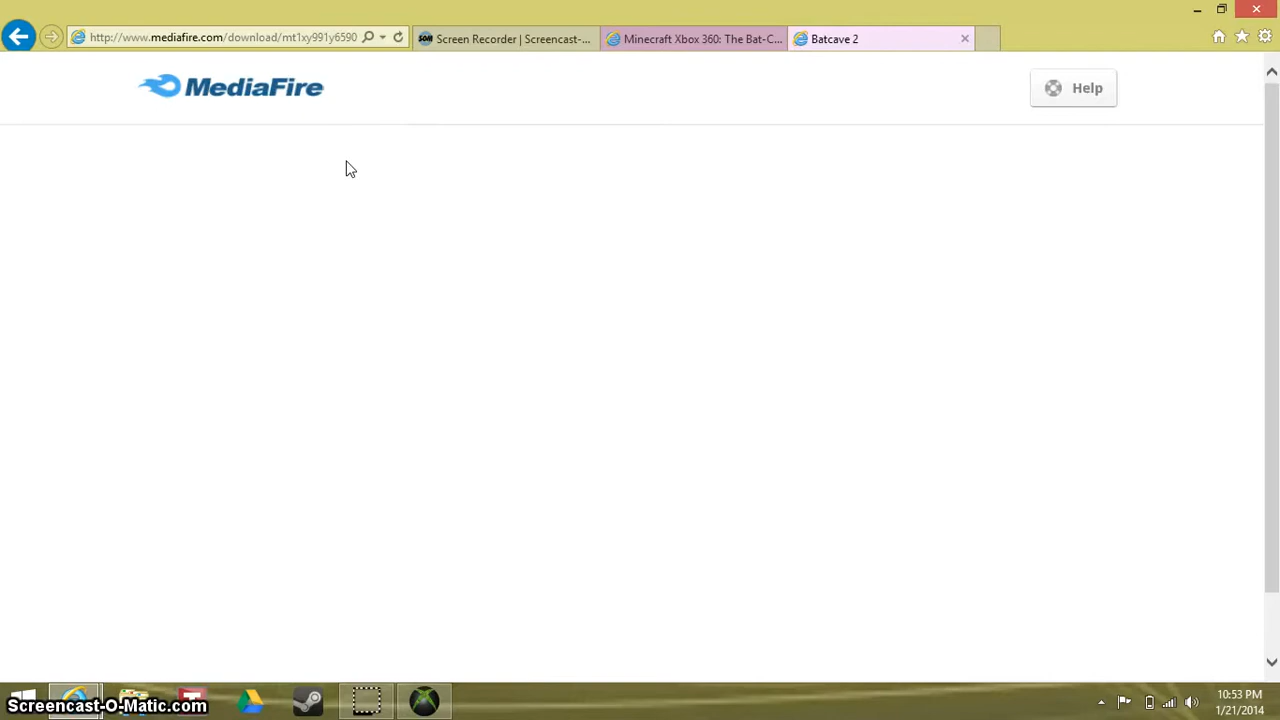 http://www.mediafire.com/download/mt1xy991y6590
Screen Recorder | Screencast-...
Minecraft Xbox 360: The Bat-C...
Batcave 2
MediaFire
Help
SOM
10:53 PM
1/21/2014
Screencast-O-Matic.com